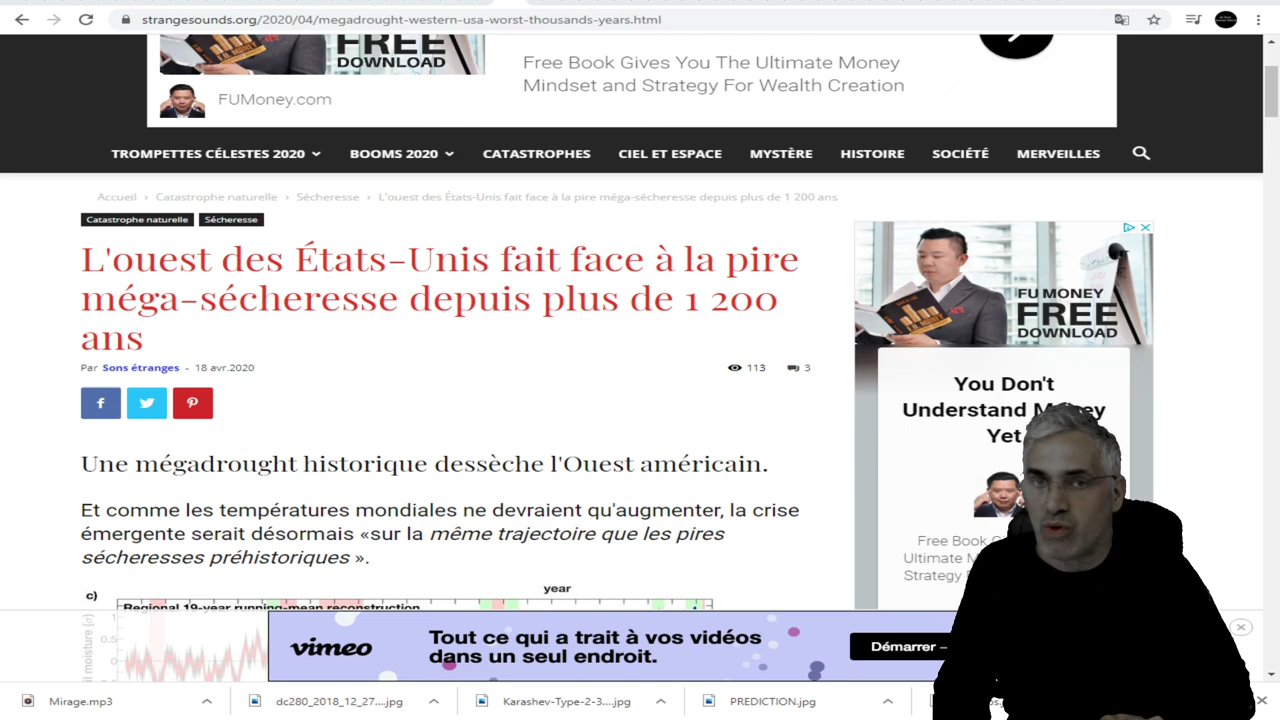 strangesounds.org/2020/04/megadrought-western-usa-worst-thousands-years.html
FREE
DOWNLOAD
FUMoney.com
Free Book Gives You The Ultimate Money
Mindset and Strategy For Wealth Creation
TROMPETTES CÉLESTES 2020 BOOMS 2020 CATASTROPHES CIEL ET ESPACE MYSTÈRE HISTOIRE SOCIÉTÉ MERVEILLES
Accueil › Catastrophe naturelle › Sécheresse › L'ouest des États-Unis fait face à la pire méga-sécheresse depuis plus de 1 200 ans
Catastrophe naturelle Sécheresse
L'ouest des États-Unis fait face à la pire
méga-sécheresse depuis plus de 1 200
ans
Par Sons étranges - 18 avr.2020
113 3
Une mégadrought historique dessèche l'Ouest américain.
Et comme les températures mondiales ne devraient qu'augmenter, la crise
émergente serait désormais «sur la même trajectoire que les pires
sécheresses préhistoriques ».
year
c)
Regional 19-year running-mean reconstruction
1
0.5
0
il moisture (σ)
FU MONEY
FREE
DOWNLOAD
You Don't
Understand Money
Yet
Free Book
Ultimate M
Strategy
vimeo
Tout ce qui a trait à vos vidéos
dans un seul endroit.
Démarrer
Mirage.mp3
dc280_2018_12_27....jpg
Karashev-Type-2-3....jpg
PREDICTION.jpg